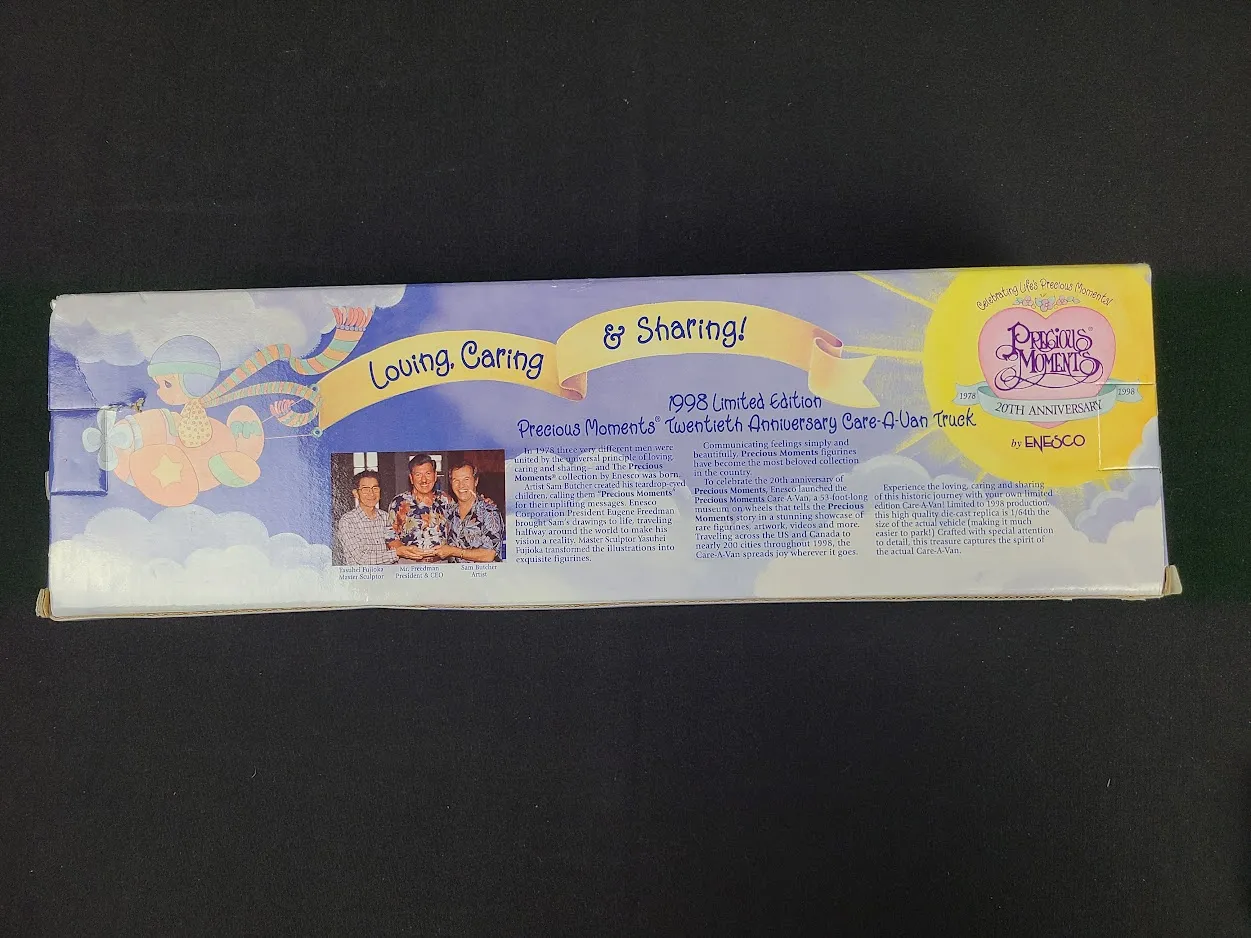 Loving, Caring & Sharing!
Celebrating Life's Precious Moments!
PRECIOUS®
MOMENTS
1978
1998
20TH ANNIVERSARY
by ENESCO
1998 Limited Edition
Precious Moments® Twentieth Anniversary Care-A-Van Truck
In 1978 three very different men were
united by the universal principle of loving,
caring and sharing— and The Precious
Moments® collection by Enesco was born.
Artist Sam Butcher created his teardrop-eyed
children, calling them "Precious Moments"
for their uplifting messages. Enesco
Corporation President Eugene Freedman
brought Sam's drawings to life, traveling
halfway around the world to make his
vision a reality. Master Sculptor Yasuhei
Fujioka transformed the illustrations into
exquisite figurines.
Communicating feelings simply and
beautifully, Precious Moments figurines
have become the most beloved collection
in the country.
To celebrate the 20th anniversary of
Precious Moments, Enesco launched the
Precious Moments Care-A-Van, a 53-foot-long
museum on wheels that tells the Precious
Moments story in a stunning showcase of
rare figurines, artwork, videos and more.
Traveling across the US and Canada to
nearly 200 cities throughout 1998, the
Care-A-Van spreads joy wherever it goes.
Experience the loving, caring and sharing
of this historic journey with your own limited
edition Care-A-Van! Limited to 1998 production,
this high quality die-cast replica is 1/64th the
size of the actual vehicle (making it much
easier to park!) Crafted with special attention
to detail, this treasure captures the spirit of
the actual Care-A-Van.
Yasuhei Fujioka
Master Sculptor
Mr. Freedman
President & CEO
Sam Butcher
Artist